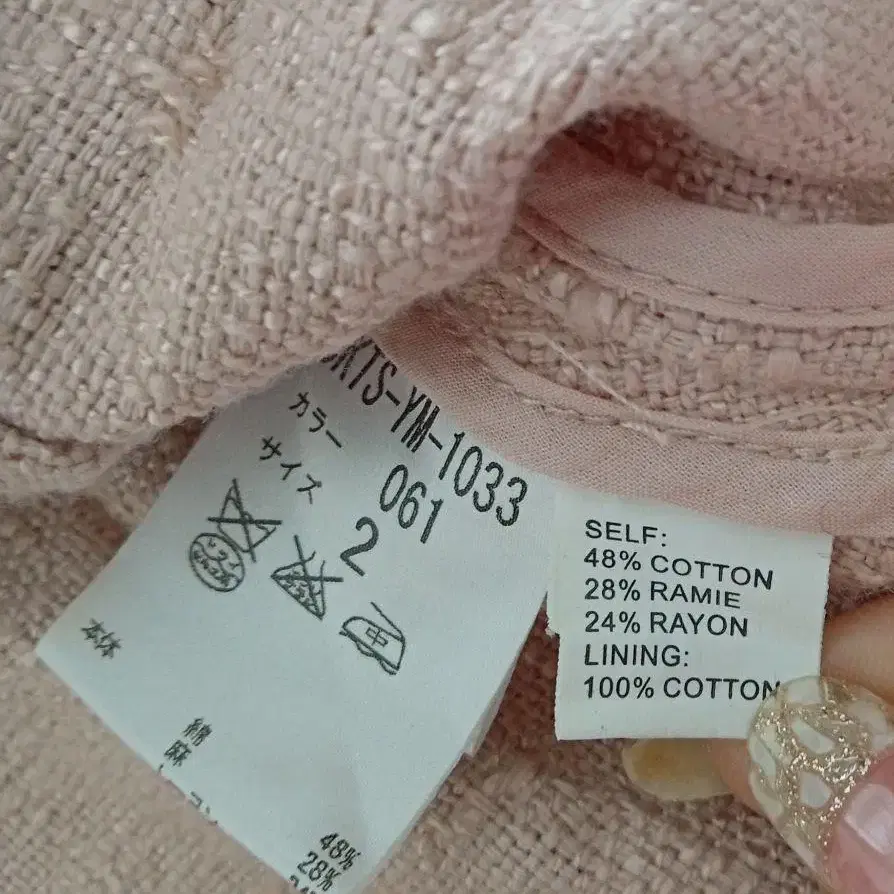 KTS-YM-1033
カラー 061
サイズ 2
中
本体
綿 48%
麻 28%
SELF:
48% COTTON
28% RAMIE
24% RAYON
LINING:
100% COTTON